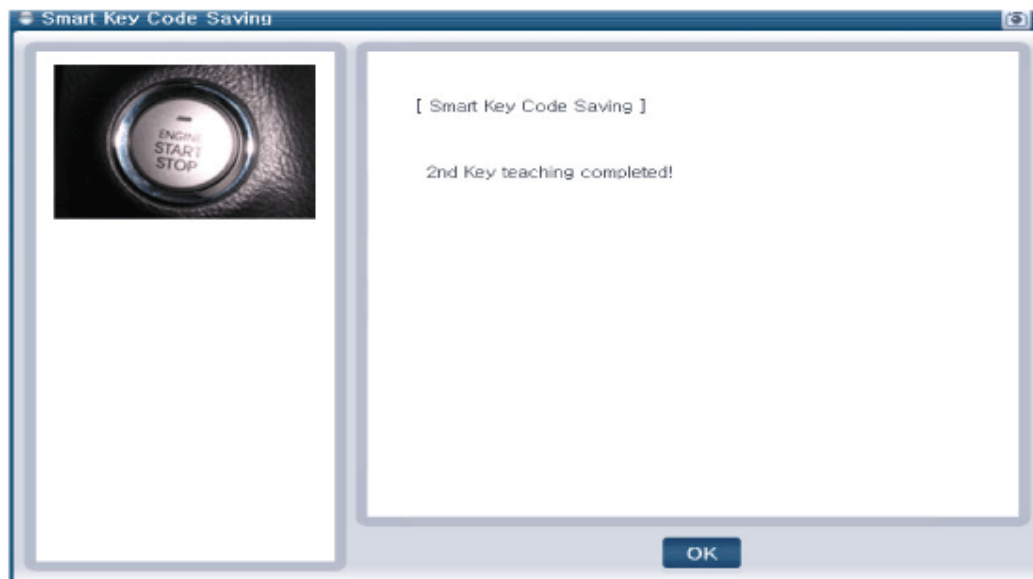 Smart Key Code Saving
ENGINE
START
STOP
[ Smart Key Code Saving ]
2nd Key teaching completed!
OK